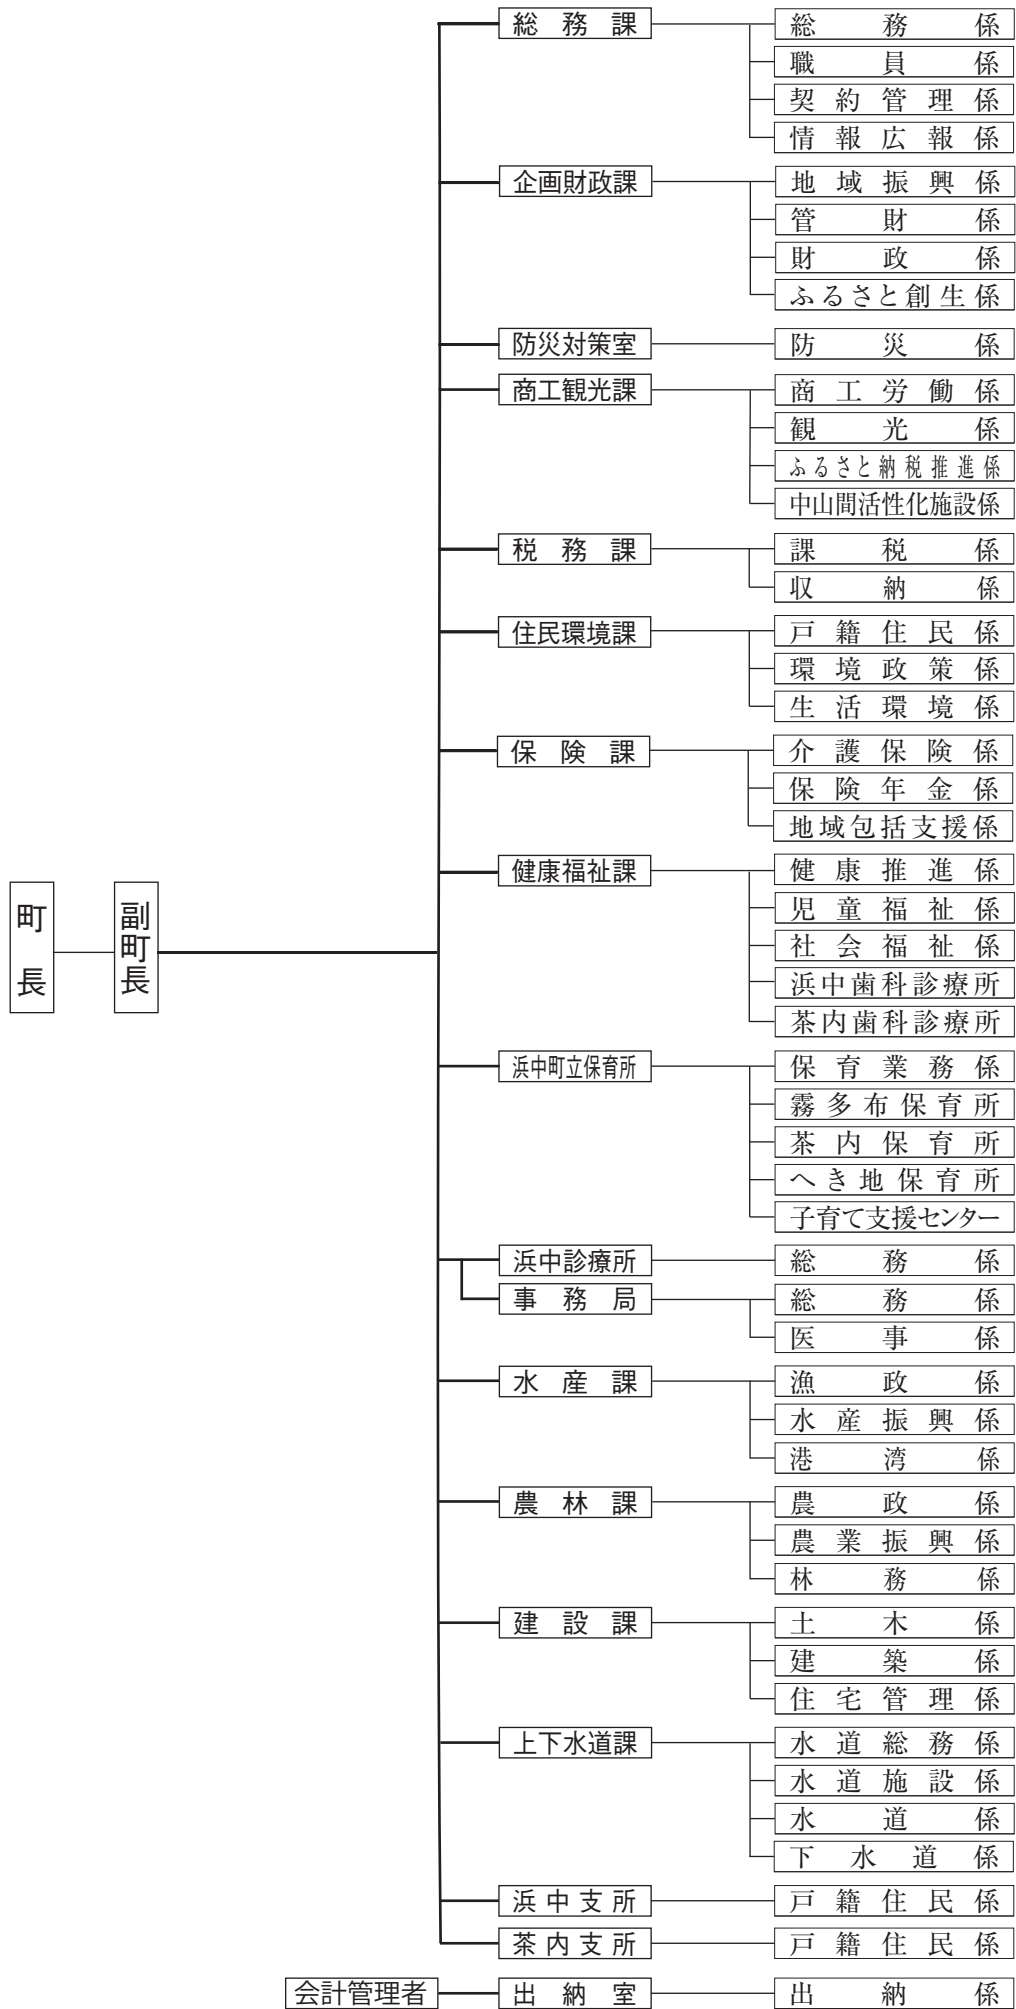 総務課
総務係
職員係
契約管理係
情報広報係
企画財政課
地域振興係
管財係
財政係
ふるさと創生係
防災対策室
防災係
商工観光課
商工労働係
観光係
ふるさと納税推進係
中山間活性化施設係
税務課
課税係
収納係
住民環境課
戸籍住民係
環境政策係
生活環境係
保険課
介護保険係
保険年金係
地域包括支援係
町長
副町長
健康福祉課
健康推進係
児童福祉係
社会福祉係
浜中歯科診療所
茶内歯科診療所
浜中町立保育所
保育業務係
霧多布保育所
茶内保育所
へき地保育所
子育て支援センター
浜中診療所
総務係
事務局
総務係
医事係
水産課
漁政係
水産振興係
港湾係
農林課
農政係
農業振興係
林務係
建設課
土木係
建築係
住宅管理係
上下水道課
水道総務係
水道施設係
水道係
下水道係
浜中支所
戸籍住民係
茶内支所
戸籍住民係
会計管理者
出納室
出納係